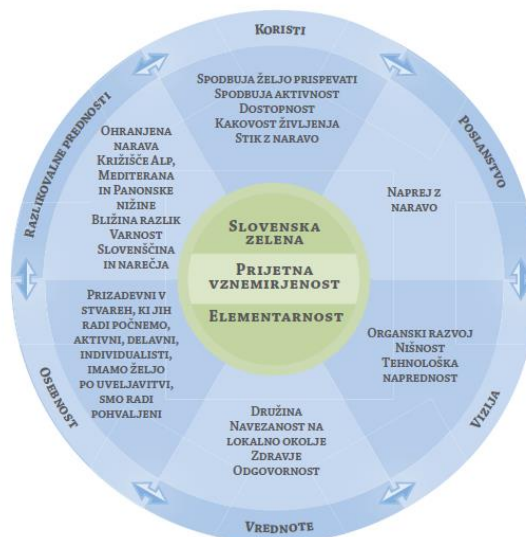 Koristi
Spodbuja željo prispevati
Spodbuja aktivnost
Dostopnost
Kakovost življenja
Stik z naravo
Poslanstvo
Naprej z
naravo
Vizija
Organski razvoj
Nišnost
Tehnološka
naprednost
Vrednote
Družina
Navezanost na
lokalno okolje
Zdravje
Odgovornost
Osebnost
Prizadevni v
stvareh, ki jih
radi počnemo,
aktivni, delavni,
individualisti,
imamo željo
po uveljavitvi,
smo radi
pohvaljeni
Razlikovalne prednosti
Ohranjena
narava
Križišče Alp,
Mediterana
in Panonske
nižine
Bližina razlik
Varnost
Slovenščina
in narečja
Slovenska
zelena
Prijetna
vznemirjenost
Elementarnost